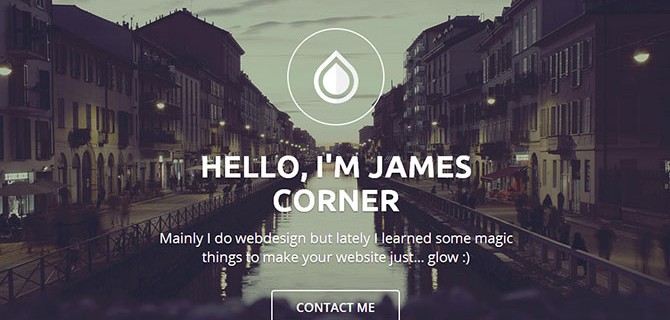 HELLO, I'M JAMES
CORNER
Mainly I do webdesign but lately I learned some magic
things to make your website just... glow :)
CONTACT ME